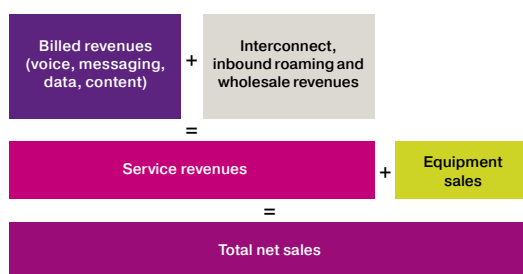 Billed revenues
(voice, messaging,
data, content)
+
Interconnect,
inbound roaming and
wholesale revenues
=
Service revenues
+
Equipment
sales
=
Total net sales